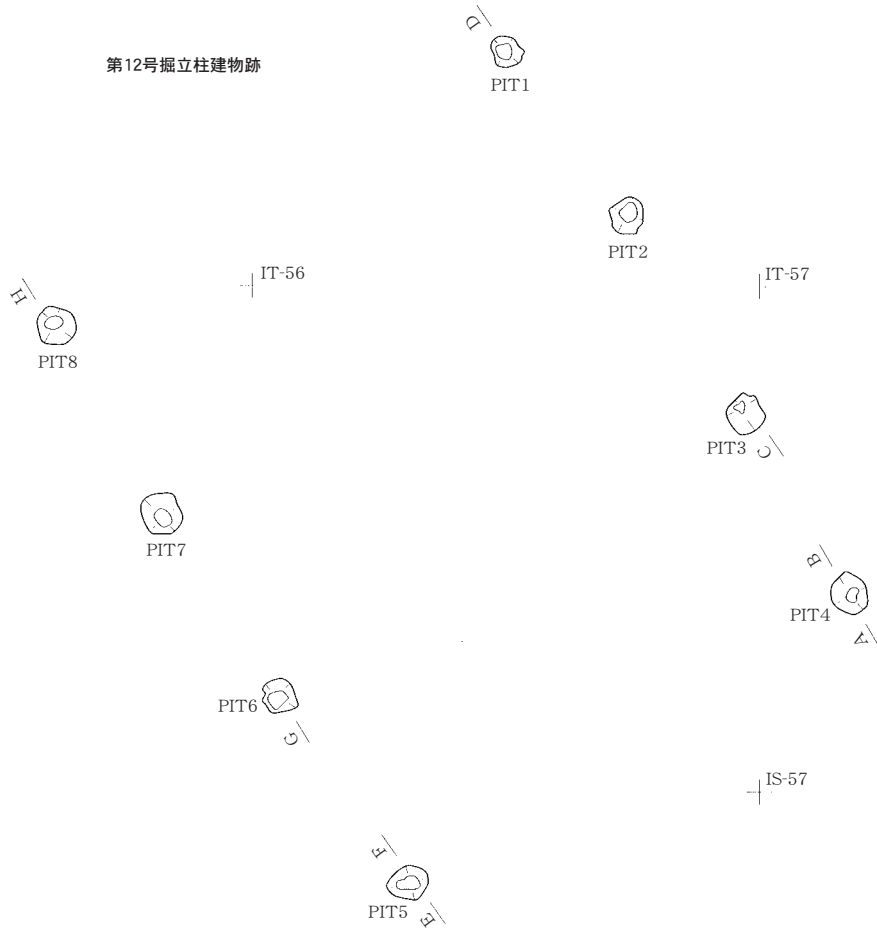 D
第12号掘立柱建物跡
PIT1
PIT2
IT-56
IT-57
H
PIT8
PIT3
C
PIT7
B
PIT4
A
PIT6
G
IS-57
F
PIT5
E